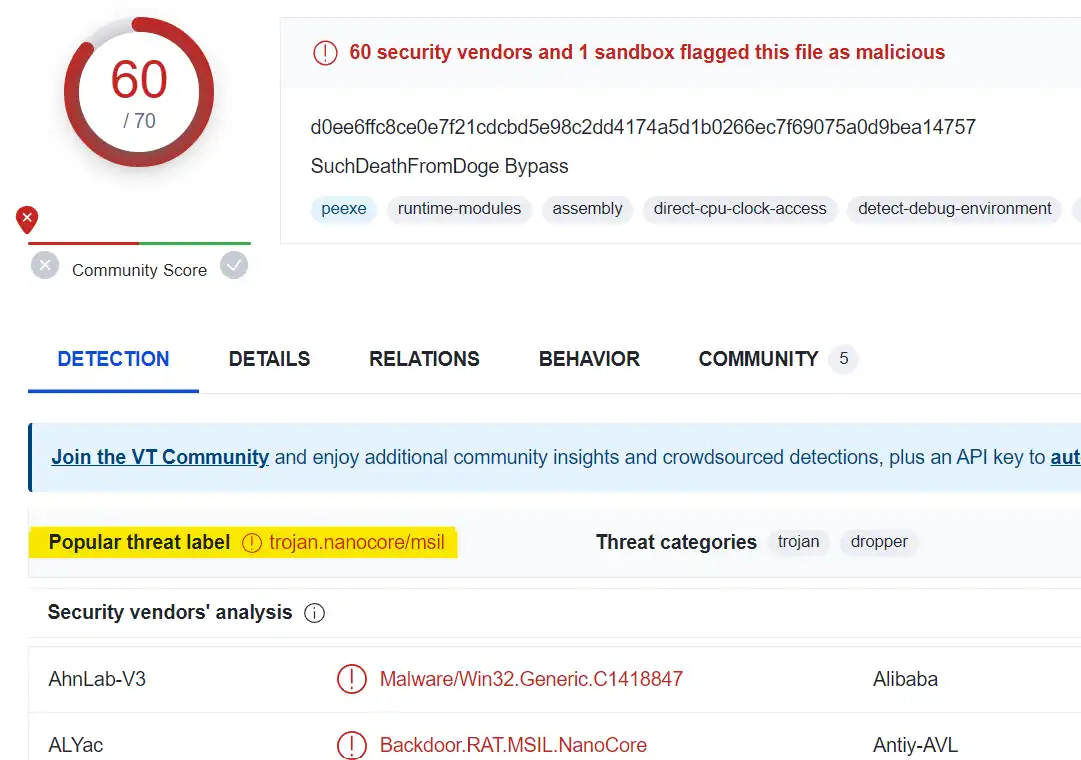 60
/ 70
60 security vendors and 1 sandbox flagged this file as malicious
d0ee6ffc8ce0e7f21cdcbd5e98c2dd4174a5d1b0266ec7f69075a0d9bea14757
SuchDeathFromDoge Bypass
peexe runtime-modules assembly direct-cpu-clock-access detect-debug-environment
Community Score
DETECTION DETAILS RELATIONS BEHAVIOR COMMUNITY 5
Join the VT Community and enjoy additional community insights and crowdsourced detections, plus an API key to aut
Popular threat label trojan.nanocore/msil Threat categories trojan dropper
Security vendors' analysis
AhnLab-V3 Malware/Win32.Generic.C1418847 Alibaba
ALYac Backdoor.RAT.MSIL.NanoCore Antiy-AVL